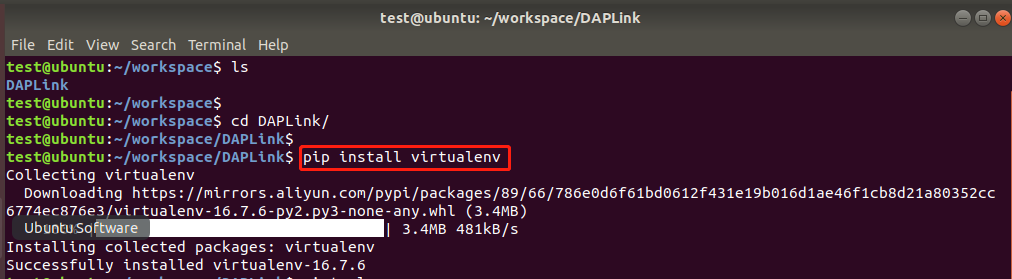 test@ubuntu: ~/workspace/DAPLink
File Edit View Search Terminal Help
test@ubuntu:~/workspace$ ls
DAPLink
test@ubuntu:~/workspace$
test@ubuntu:~/workspace$ cd DAPLink/
test@ubuntu:~/workspace/DAPLink$
test@ubuntu:~/workspace/DAPLink$ pip install virtualenv
Collecting virtualenv
Downloading https://mirrors.aliyun.com/pypi/packages/89/66/786e0d6f61bd0612f431e19b016d1ae46f1cb8d21a80352cc
6774ec876e3/virtualenv-16.7.6-py2.py3-none-any.whl (3.4MB)
Ubuntu Software | 3.4MB 481kB/s
Installing collected packages: virtualenv
Successfully installed virtualenv-16.7.6